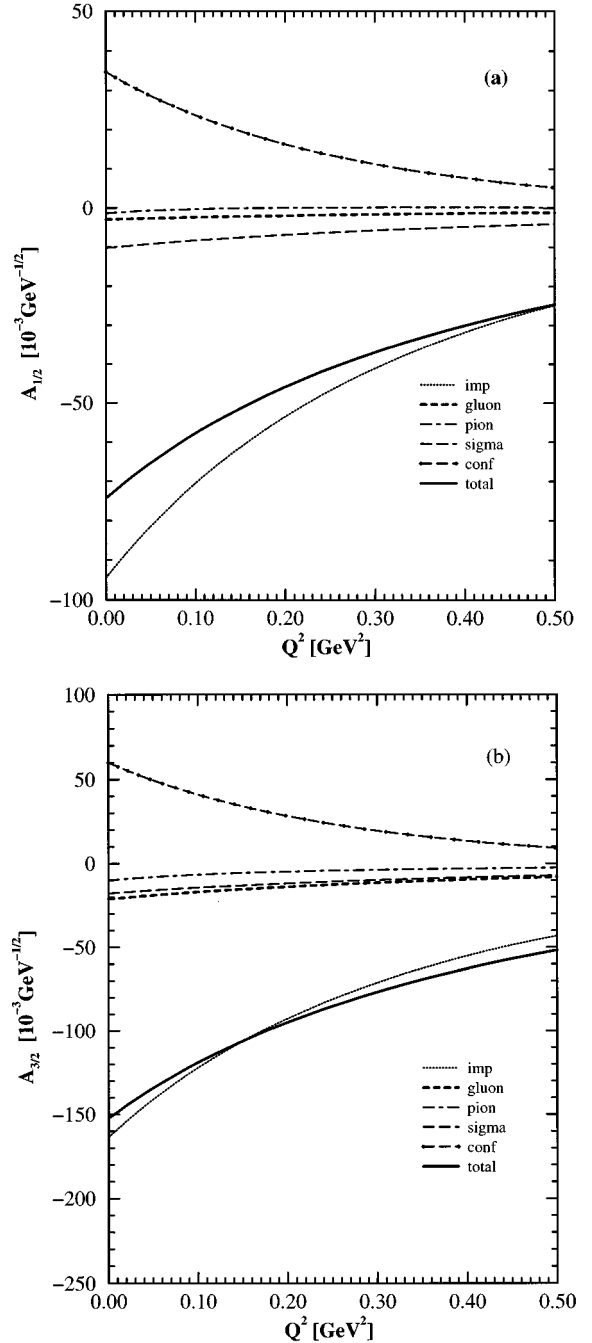 50
0
−50
−100
A1/2 [10−3GeV−1/2]
(a)
imp
gluon
pion
sigma
conf
total
0.00 0.10 0.20 0.30 0.40 0.50
Q2 [GeV2]
100
50
0
−50
−100
−150
−200
−250
A3/2 [10−3GeV−1/2]
(b)
imp
gluon
pion
sigma
conf
total
0.00 0.10 0.20 0.30 0.40 0.50
Q2 [GeV2]